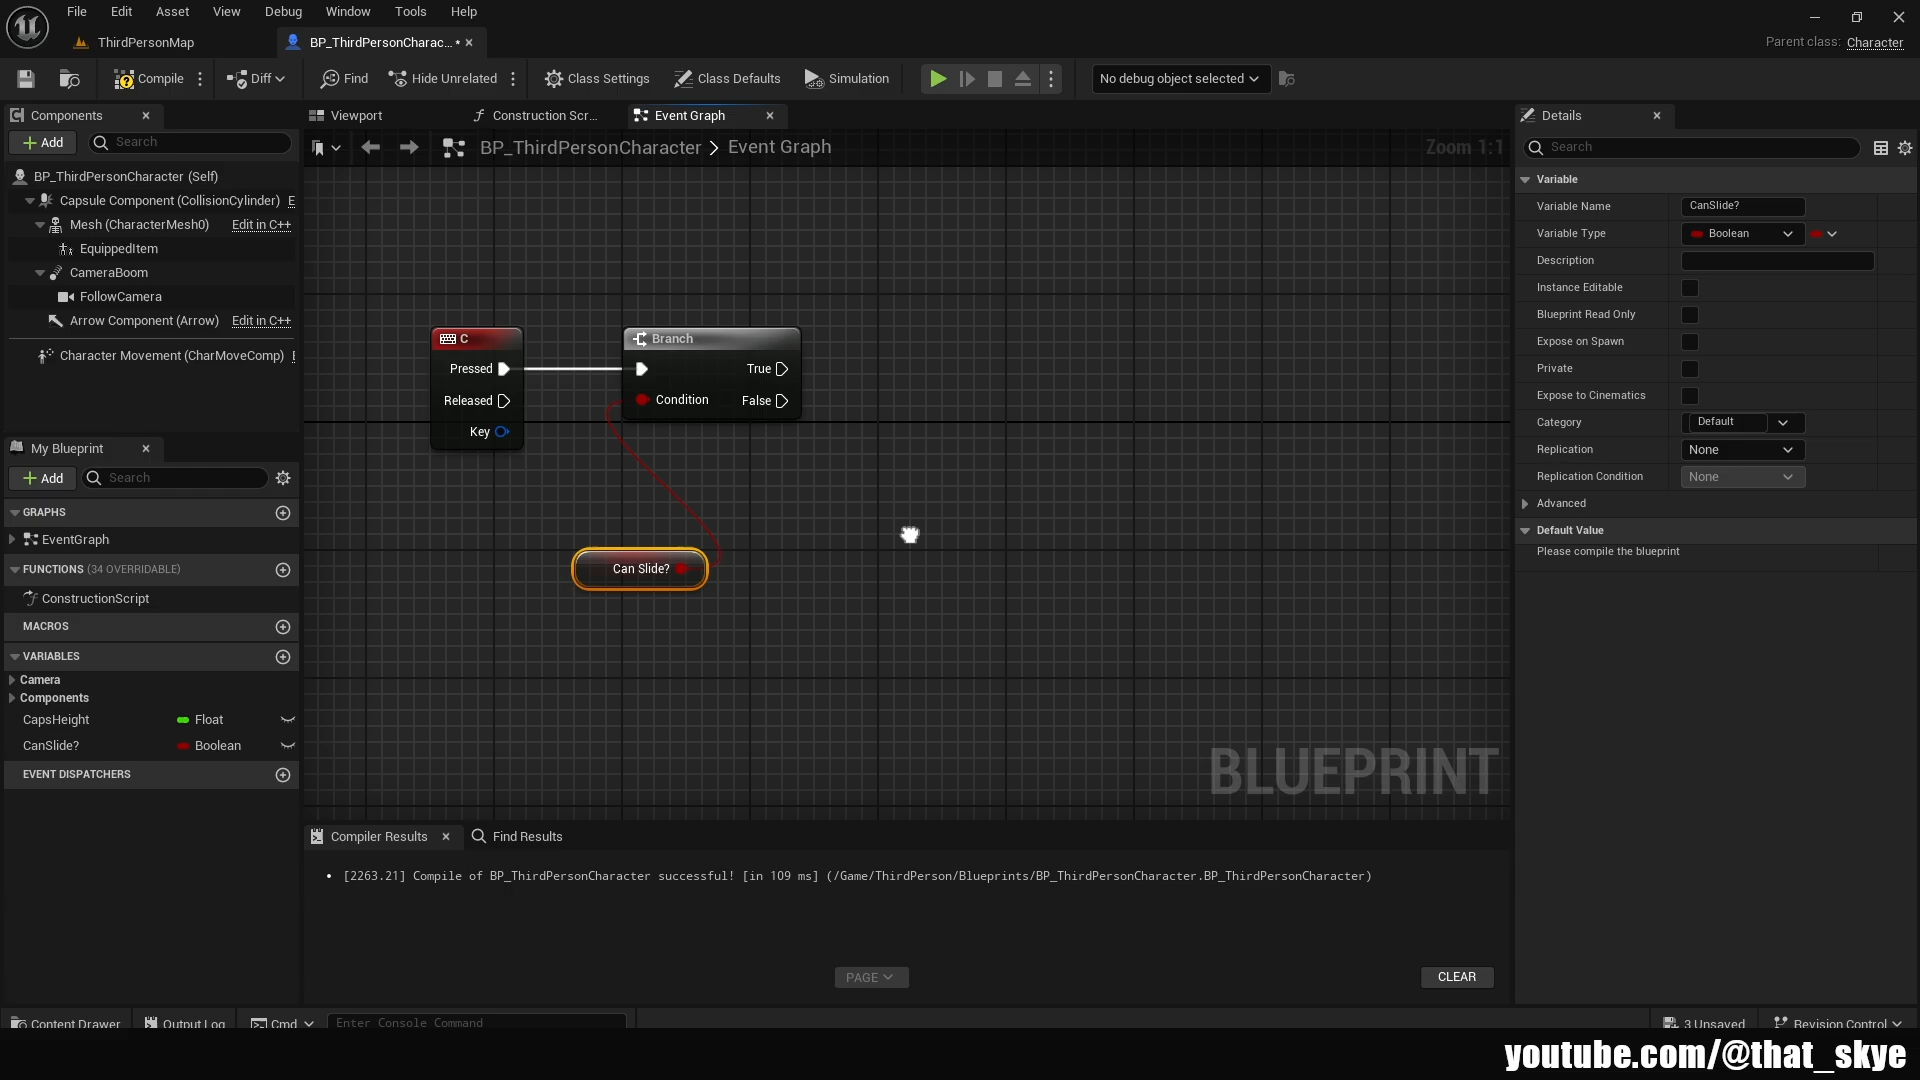 File Edit Asset View Debug Window Tools Help
ThirdPersonMap
BP_ThirdPersonCharac... *
Parent class: Character
Compile
Diff
Find
Hide Unrelated
Class Settings
Class Defaults
Simulation
No debug object selected
Components
Add
Search
BP_ThirdPersonCharacter (Self)
Capsule Component (CollisionCylinder) E
Mesh (CharacterMesh0) Edit in C++
EquippedItem
CameraBoom
FollowCamera
Arrow Component (Arrow) Edit in C++
Character Movement (CharMoveComp)
My Blueprint
Add
Search
GRAPHS
EventGraph
FUNCTIONS (34 OVERRIDABLE)
ConstructionScript
MACROS
VARIABLES
Camera
Components
CapsHeight Float
CanSlide? Boolean
EVENT DISPATCHERS
Viewport
Construction Scr...
Event Graph
BP_ThirdPersonCharacter > Event Graph
Zoom 1:1
C
Pressed
Released
Key
Branch
True
Condition
False
Can Slide?
BLUEPRINT
Compiler Results
Find Results
• [2263.21] Compile of BP_ThirdPersonCharacter successful! [in 109 ms] (/Game/ThirdPerson/Blueprints/BP_ThirdPersonCharacter.BP_ThirdPersonCharacter)
PAGE
CLEAR
Details
Search
Variable
Variable Name CanSlide?
Variable Type Boolean
Description
Instance Editable
Blueprint Read Only
Expose on Spawn
Private
Expose to Cinematics
Category Default
Replication None
Replication Condition None
Advanced
Default Value
Please compile the blueprint
Content Drawer
Output Log
Cmd
Enter Console Command
3 Unsaved
Revision Control
youtube.com/@that_skye